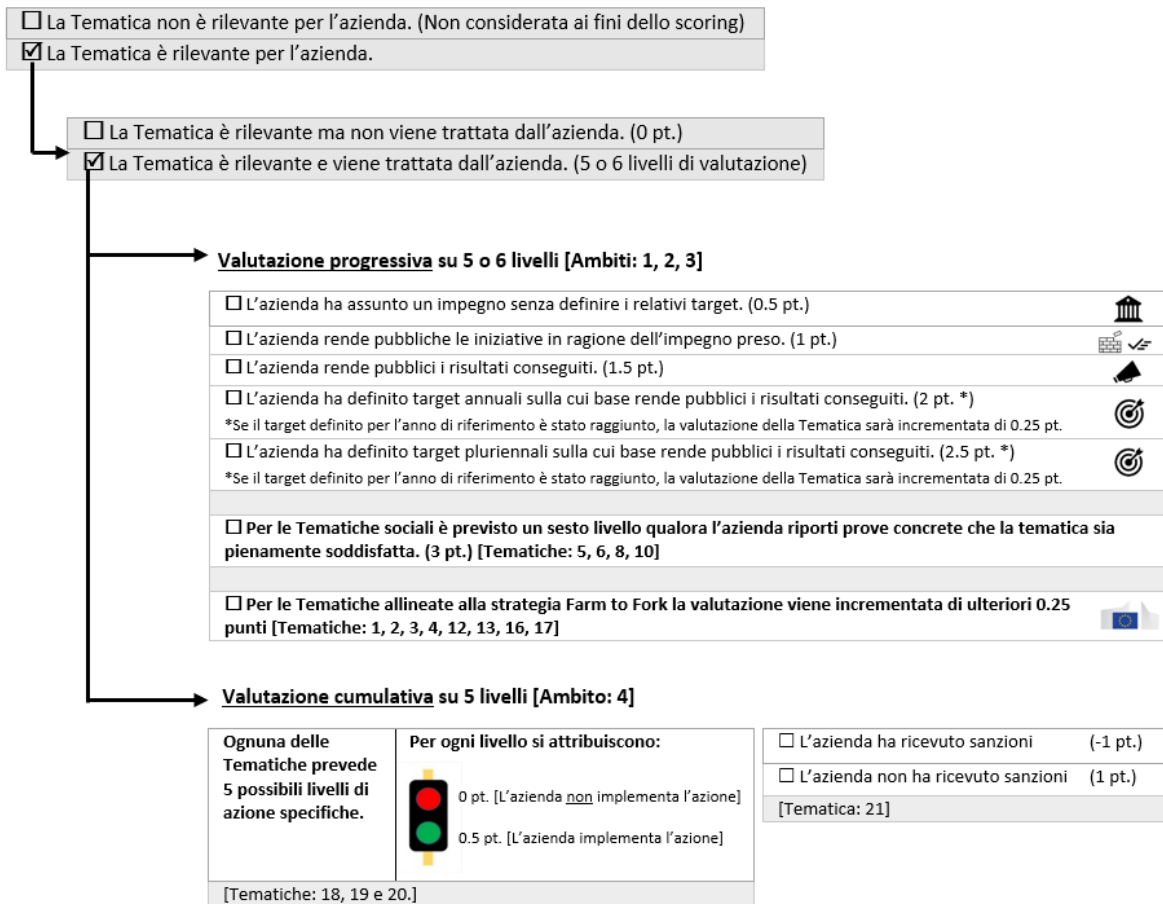 ☐ La Tematica non è rilevante per l’azienda. (Non considerata ai fini dello scoring)
☑ La Tematica è rilevante per l’azienda.
☐ La Tematica è rilevante ma non viene trattata dall’azienda. (0 pt.)
☑ La Tematica è rilevante e viene trattata dall’azienda. (5 o 6 livelli di valutazione)
Valutazione progressiva su 5 o 6 livelli [Ambiti: 1, 2, 3]
☐ L’azienda ha assunto un impegno senza definire i relativi target. (0.5 pt.)
☐ L’azienda rende pubbliche le iniziative in ragione dell’impegno preso. (1 pt.)
☐ L’azienda rende pubblici i risultati conseguiti. (1.5 pt.)
☐ L’azienda ha definito target annuali sulla cui base rende pubblici i risultati conseguiti. (2 pt. *)
*Se il target definito per l’anno di riferimento è stato raggiunto, la valutazione della Tematica sarà incrementata di 0.25 pt.
☐ L’azienda ha definito target pluriennali sulla cui base rende pubblici i risultati conseguiti. (2.5 pt. *)
*Se il target definito per l’anno di riferimento è stato raggiunto, la valutazione della Tematica sarà incrementata di 0.25 pt.
☐ Per le Tematiche sociali è previsto un sesto livello qualora l’azienda riporti prove concrete che la tematica sia
pienamente soddisfatta. (3 pt.) [Tematiche: 5, 6, 8, 10]
☐ Per le Tematiche allineate alla strategia Farm to Fork la valutazione viene incrementata di ulteriori 0.25
punti [Tematiche: 1, 2, 3, 4, 12, 13, 16, 17]
Valutazione cumulativa su 5 livelli [Ambito: 4]
Ognuna delle
Tematiche prevede
5 possibili livelli di
azione specifiche.
Per ogni livello si attribuiscono:
0 pt. [L’azienda non implementa l’azione]
0.5 pt. [L’azienda implementa l’azione]
[Tematiche: 18, 19 e 20.]
☐ L’azienda ha ricevuto sanzioni (-1 pt.)
☐ L’azienda non ha ricevuto sanzioni (1 pt.)
[Tematica: 21]